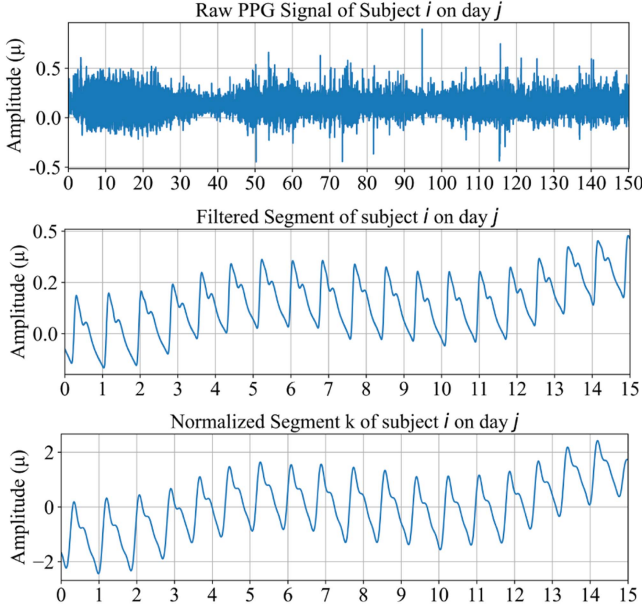 Raw PPG Signal of Subject i on day j
Amplitude (μ)
0.5
0.0
-0.5
0 10 20 30 40 50 60 70 80 90 100 110 120 130 140 150
Filtered Segment of subject i on day j
Amplitude (μ)
0.5
0.2
0.0
0 1 2 3 4 5 6 7 8 9 10 11 12 13 14 15
Normalized Segment k of subject i on day j
Amplitude (μ)
2
0
−2
0 1 2 3 4 5 6 7 8 9 10 11 12 13 14 15